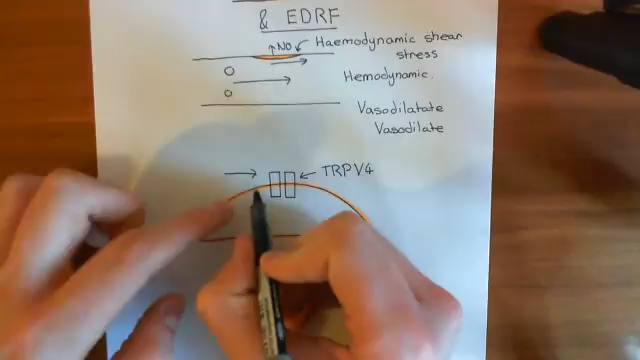 & EDRF
↑NO Haemodynamic shear
stress
Hemodynamic.
Vasodilatate
Vasodilate
TRPV4